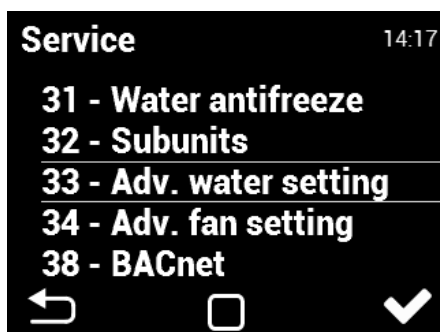 Service 14:17
31 - Water antifreeze
32 - Subunits
33 - Adv. water setting
34 - Adv. fan setting
38 - BACnet